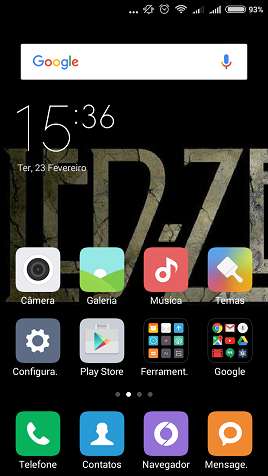 93%
Google
15:36
Ter, 23 Fevereiro
LED-ZE
Câmera
Galeria
Música
Temas
Configura.
Play Store
Ferrament.
Google
Telefone
Contatos
Navegador
Mensage.